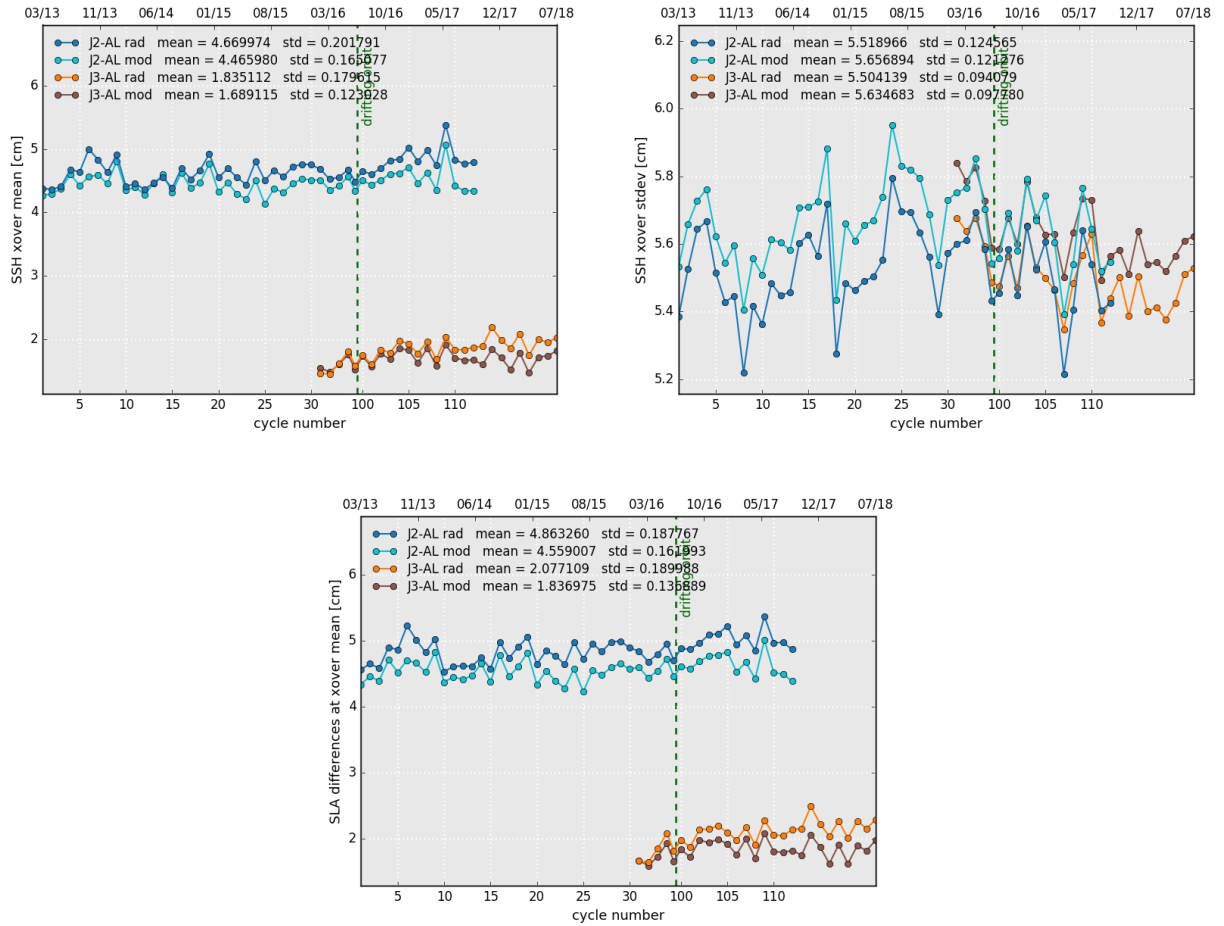 03/13 11/13 06/14 01/15 08/15 03/16 10/16 05/17 12/17 07/18
J2-AL rad mean = 4.669974 std = 0.201791
J2-AL mod mean = 4.465980 std = 0.165077
J3-AL rad mean = 1.835112 std = 0.179615
J3-AL mod mean = 1.689115 std = 0.123028
drifting orbit
SSH xover mean [cm]
6
5
4
3
2
5 10 15 20 25 30 100 105 110
cycle number
03/13 11/13 06/14 01/15 08/15 03/16 10/16 05/17 12/17 07/18
J2-AL rad mean = 5.518966 std = 0.124565
J2-AL mod mean = 5.656894 std = 0.121276
J3-AL rad mean = 5.504139 std = 0.094079
J3-AL mod mean = 5.634683 std = 0.097780
drifting orbit
SSH xover stdev [cm]
6.2
6.0
5.8
5.6
5.4
5.2
5 10 15 20 25 30 100 105 110
cycle number
03/13 11/13 06/14 01/15 08/15 03/16 10/16 05/17 12/17 07/18
J2-AL rad mean = 4.863260 std = 0.187767
J2-AL mod mean = 4.559007 std =
J3-AL rad mean = 2.077109 std = 0.189988
J3-AL mod mean = 1.836975 std =
drifting orbit
SLA differences at xover mean [cm]
6
5
4
3
2
5 10 15 20 25 30 100 105 110
cycle number